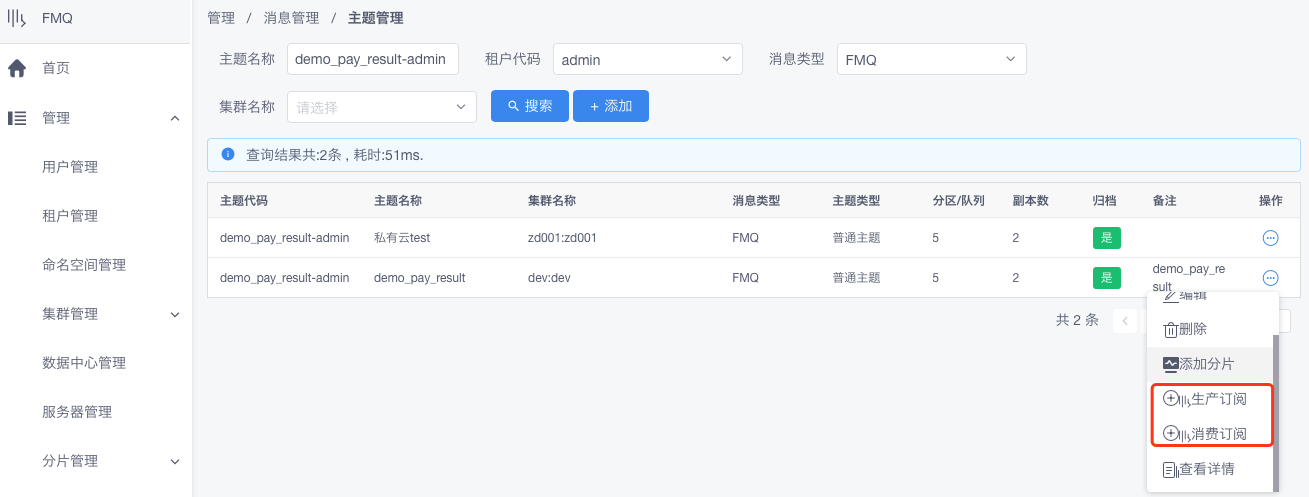 FMQ
首页
管理
用户管理
租户管理
命名空间管理
集群管理
数据中心管理
服务器管理
分片管理
管理 / 消息管理 / 主题管理
主题名称 demo_pay_result-admin 租户代码 admin 消息类型 FMQ
集群名称 请选择 搜索 + 添加
查询结果共:2条 , 耗时:51ms.
主题代码 主题名称 集群名称 消息类型 主题类型 分区/队列 副本数 归档 备注 操作
demo_pay_result-admin 私有云test zd001:zd001 FMQ 普通主题 5 2 是
demo_pay_result-admin demo_pay_result dev:dev FMQ 普通主题 5 2 是 demo_pay_re
sult
共 2 条
编辑
删除
添加分片
生产订阅
消费订阅
查看详情